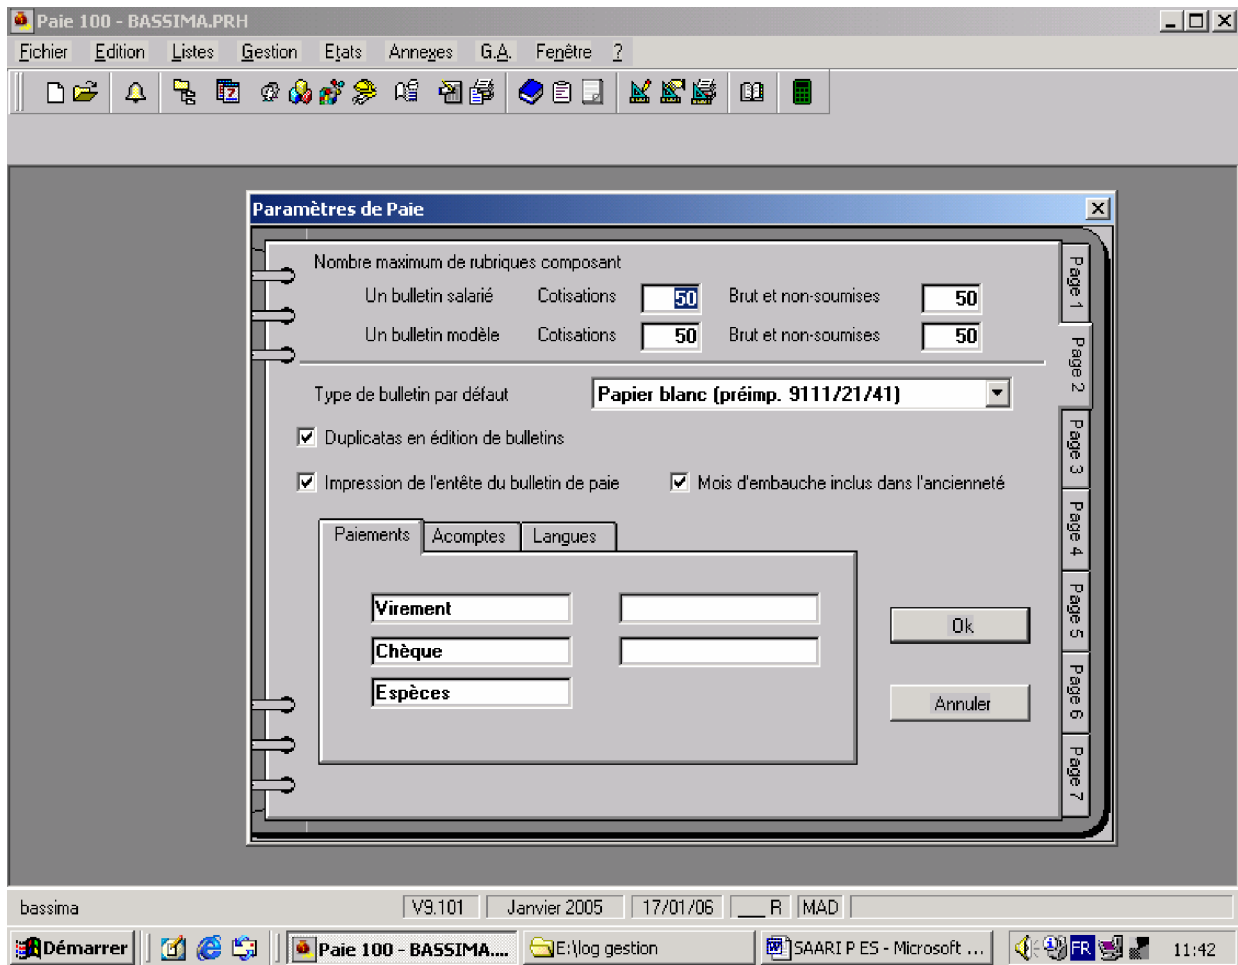 Paie 100 - BASSIMA.PRH
Fichier Edition Listes Gestion Etats Annexes G.A. Fenêtre ?
Paramètres de Paie
Nombre maximum de rubriques composant
Un bulletin salarié Cotisations 50 Brut et non-soumises 50
Un bulletin modèle Cotisations 50 Brut et non-soumises 50
Type de bulletin par défaut Papier blanc (préimp. 9111/21/41)
Duplicatas en édition de bulletins
Impression de l'entête du bulletin de paie Mois d'embauche inclus dans l'ancienneté
Paiements Acomptes Langues
Virement
Chèque
Espèces
Ok
Annuler
Page 1
Page 2
Page 3
Page 4
Page 5
Page 6
Page 7
bassima V9.101 Janvier 2005 17/01/06 ___ R MAD
Démarrer Paie 100 - BASSIMA.... E:\log gestion SAARI P ES - Microsoft ... FR 11:42